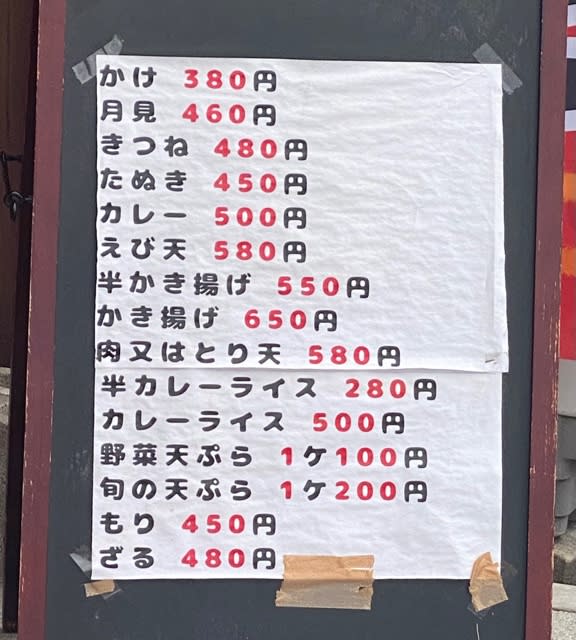 かけ 380円
月見 460円
きつね 480円
たぬき 450円
カレー 500円
えび天 580円
半かき揚げ 550円
かき揚げ 650円
肉又はとり天 580円
半カレーライス 280円
カレーライス 500円
野菜天ぷら 1ケ100円
旬の天ぷら 1ケ200円
もり 450円
ざる 480円